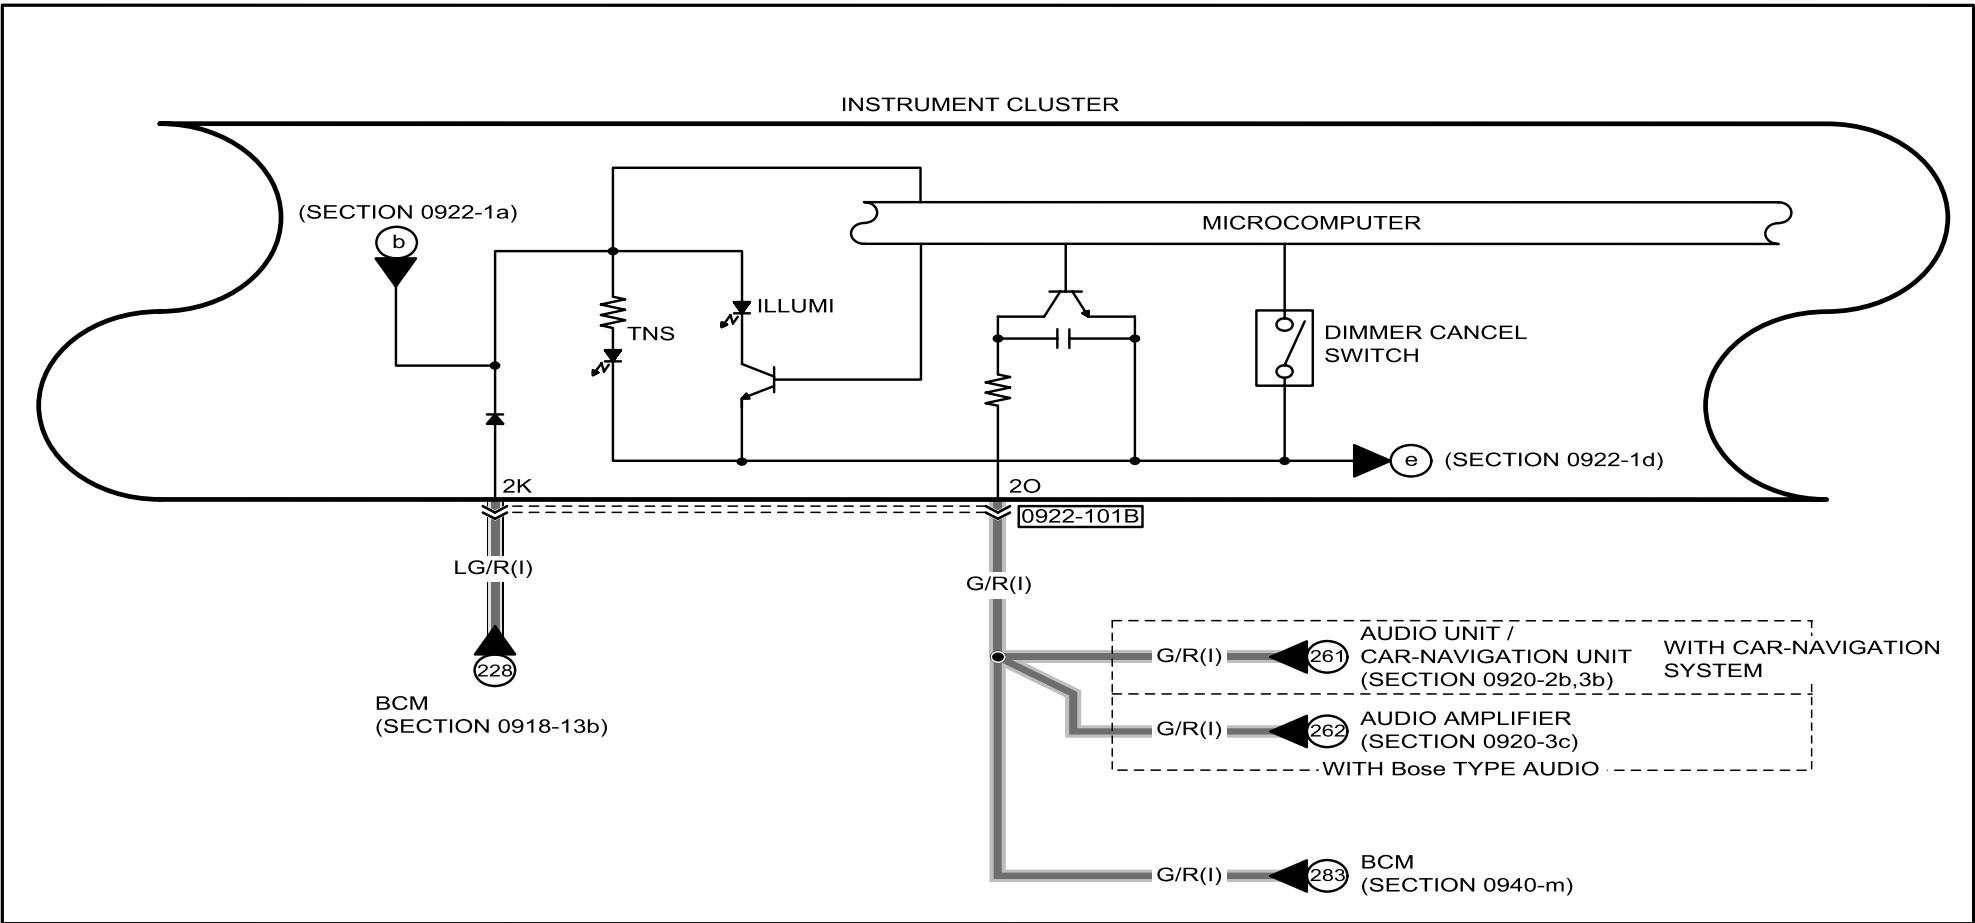 INSTRUMENT CLUSTER
(SECTION 0922-1a)
b
MICROCOMPUTER
ILLUMI
TNS
DIMMER CANCEL
SWITCH
e
(SECTION 0922-1d)
2K
2O
0922-101B
LG/R(I)
G/R(I)
228
BCM
(SECTION 0918-13b)
G/R(I)
261
AUDIO UNIT /
CAR-NAVIGATION UNIT
(SECTION 0920-2b,3b)
WITH CAR-NAVIGATION
SYSTEM
G/R(I)
262
AUDIO AMPLIFIER
(SECTION 0920-3c)
WITH Bose TYPE AUDIO
G/R(I)
283
BCM
(SECTION 0940-m)